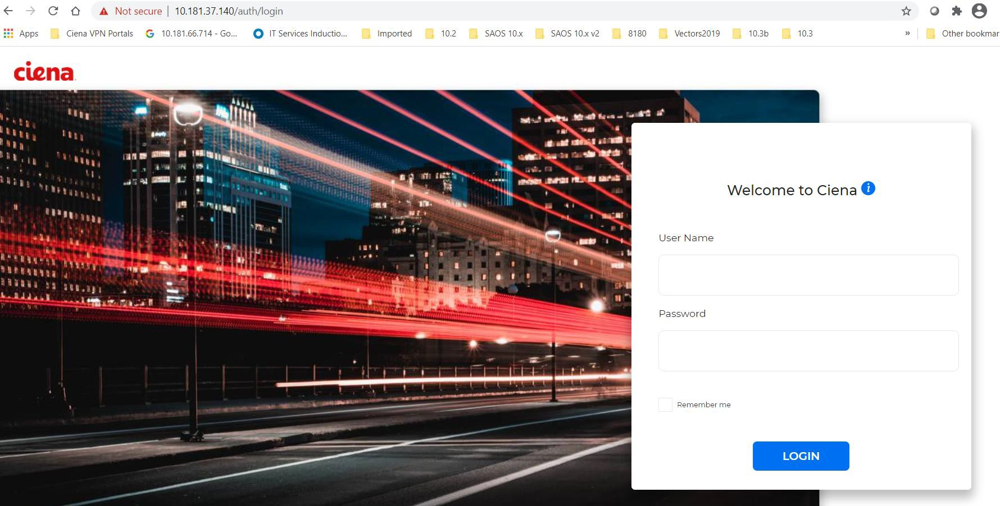 Not secure | 10.181.37.140/auth/login
Apps Ciena VPN Portals 10.181.66.714 - Go... IT Services Inductio... Imported 10.2 SAOS 10.x SAOS 10.x v2 8180 Vectors2019 10.3b 10.3 » Other bookmar
ciena
shopify
Welcome to Ciena i
User Name
Password
Remember me
LOGIN